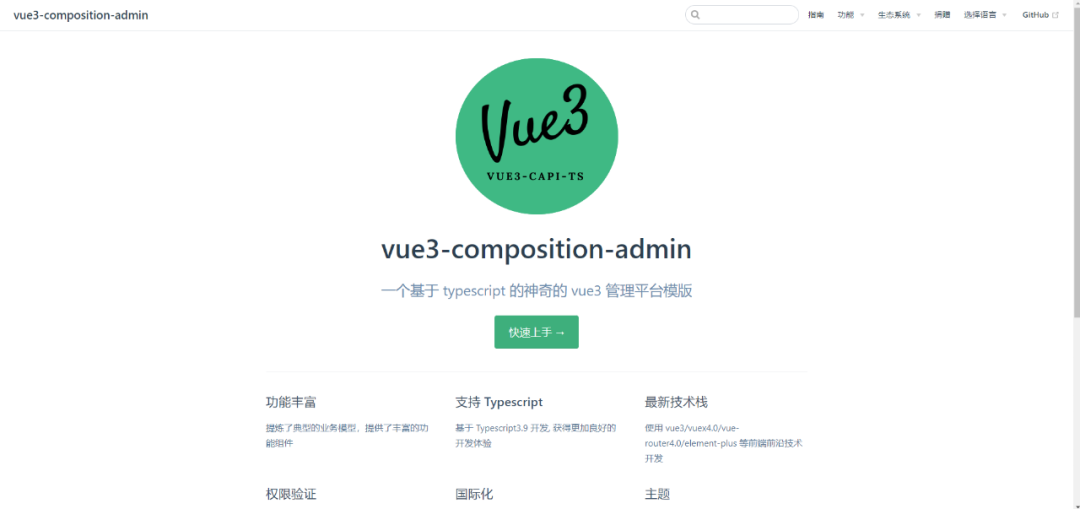 vue3-composition-admin
指南 功能 生态系统 捐赠 选择语言 GitHub
Vue3
VUE3-CAPI-TS
vue3-composition-admin
一个基于 typescript 的神奇的 vue3 管理平台模版
快速上手 →
功能丰富
提炼了典型的业务模型，提供了丰富的功
能组件
支持 Typescript
基于 Typescript3.9 开发, 获得更加良好的
开发体验
最新技术栈
使用 vue3/vuex4.0/vue-
router4.0/element-plus 等前端前沿技术
开发
权限验证
国际化
主题